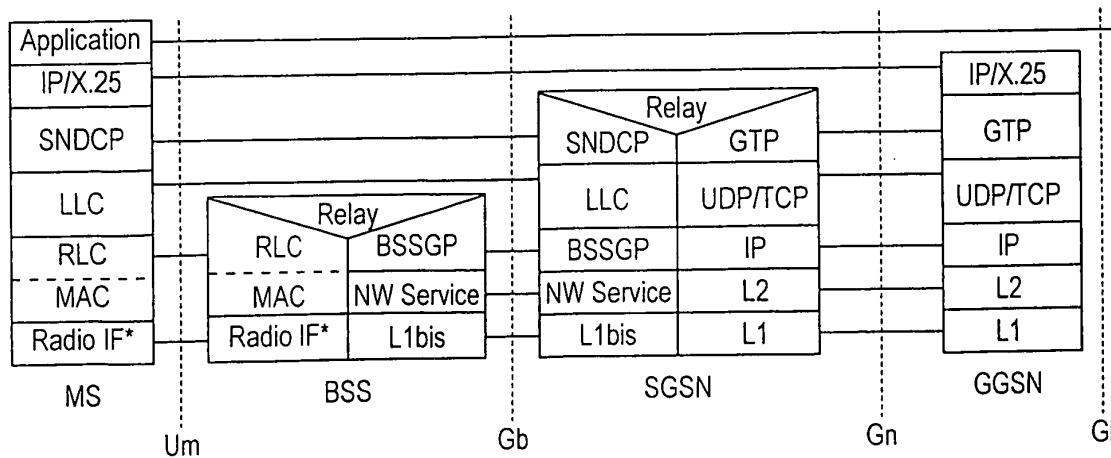 Application
IP/X.25
SNDCP
LLC
RLC
MAC
Radio IF*
MS
Um
Relay
RLC
BSSGP
MAC
NW Service
Radio IF*
L1bis
BSS
Gb
Relay
SNDCP
GTP
LLC
UDP/TCP
BSSGP
IP
NW Service
L2
L1bis
L1
SGSN
Gn
IP/X.25
GTP
UDP/TCP
IP
L2
L1
GGSN